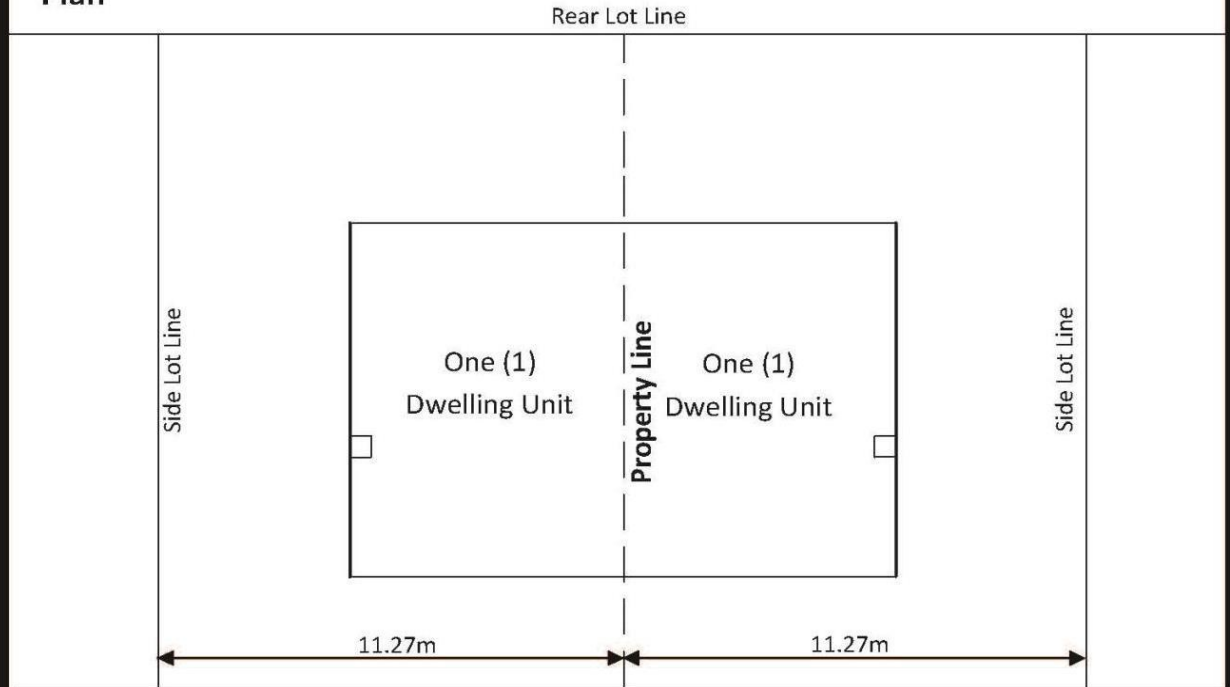 Plan
Rear Lot Line
Side Lot Line
One (1)
Dwelling Unit
Property Line
One (1)
Dwelling Unit
Side Lot Line
11.27m
11.27m